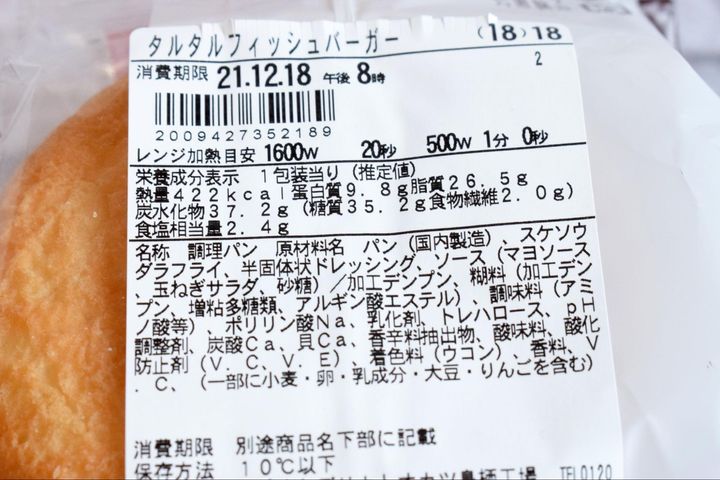 タルタルフィッシュバーガー (18)18
消費期限 21.12.18 午後 8時
2
2009427352189
レンジ加熱目安 1600w 20秒 500w 1分 0秒
栄養成分表示 1包装当り(推定値)
熱量422kcal蛋白質9.8g脂質26.5g
炭水化物37.2g(糖質35.2g食物繊維2.0g)
食塩相当量2.4g
名称 調理パン 原材料名 パン(国内製造)、スケソウ
ダラフライ、半固体状ドレッシング、ソース(マヨソース
、玉ねぎサラダ、砂糖)/加工デンプン、糊料(加工デン
プン、増粘多糖類、アルギン酸エステル)、調味料(アミ
ノ酸等)、ポリリン酸Na、乳化剤、トレハロース、pH
調整剤、炭酸Ca、貝Ca、香辛料抽出物、酸味料、酸化
防止剤(V.C、V.E)、着色料(ウコン)、香料、V
.C、(一部に小麦・卵・乳成分・大豆・りんごを含む)
消費期限 別途商品名下部に記載
保存方法 10℃以下
TEL0120